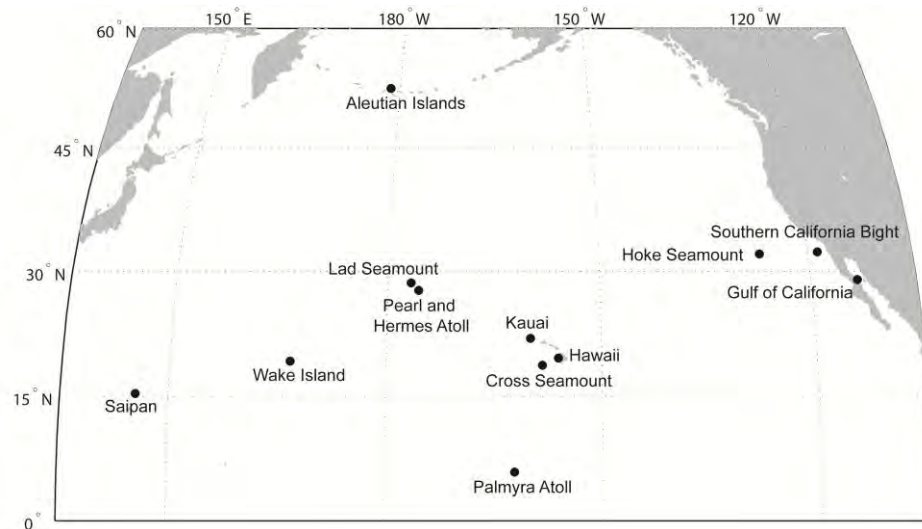 150° E
180° W
150° W
120° W
60° N
Aleutian Islands
45° N
Southern California Bight
Hoke Seamount
30° N
Lad Seamount
Gulf of California
Pearl and
Hermes Atoll
Kauai
Hawaii
Wake Island
Cross Seamount
15° N
Saipan
Palmyra Atoll
0°